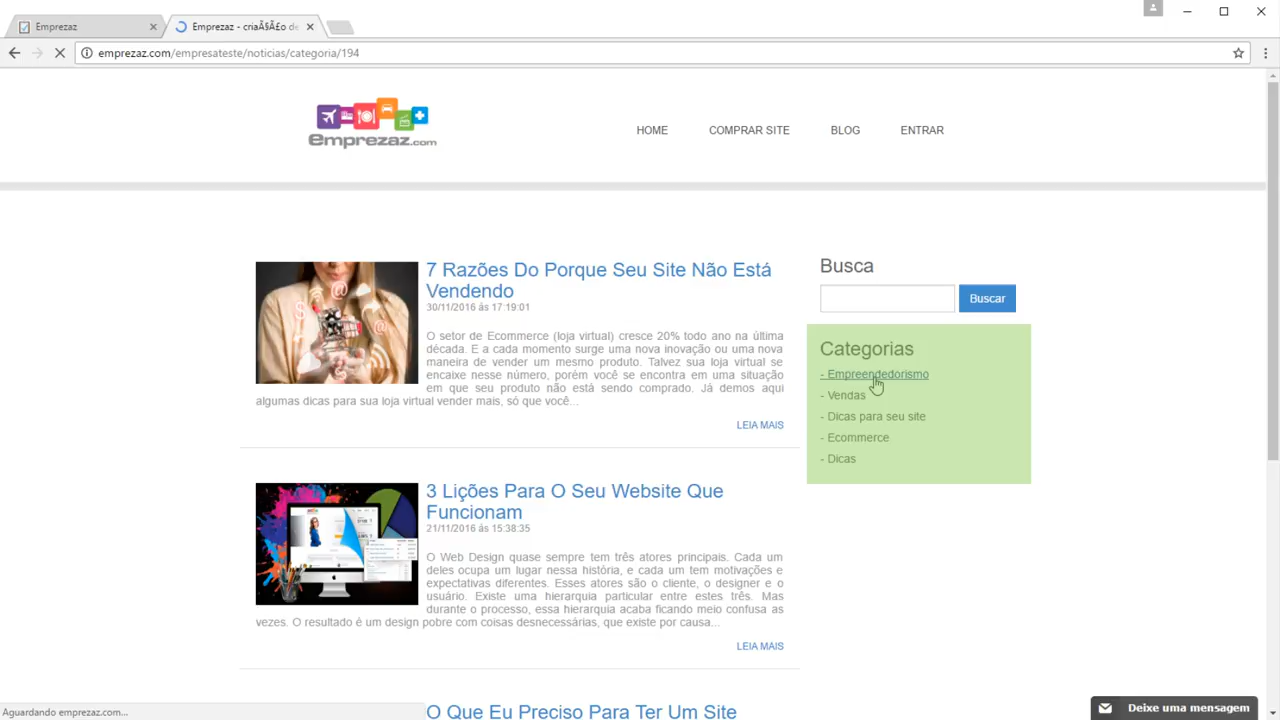 Emprezaz
Emprezaz - criaÃ§Ã£o de
emprezaz.com/empresateste/noticias/categoria/194
emprezaz.com
HOME
COMPRAR SITE
BLOG
ENTRAR
7 Razões Do Porque Seu Site Não Está
Vendendo
30/11/2016 ás 17:19:01
O setor de Ecommerce (loja virtual) cresce 20% todo ano na última
década. E a cada momento surge uma nova inovação ou uma nova
maneira de vender um mesmo produto. Talvez sua loja virtual se
encaixe nesse número, porém você se encontra em uma situação
em que seu produto não está sendo comprado. Já demos aqui
algumas dicas para sua loja virtual vender mais, só que você...
LEIA MAIS
3 Lições Para O Seu Website Que
Funcionam
21/11/2016 ás 15:38:35
O Web Design quase sempre tem três atores principais. Cada um
deles ocupa um lugar nessa história, e cada um tem motivações e
expectativas diferentes. Esses atores são o cliente, o designer e o
usuário. Existe uma hierarquia particular entre estes três. Mas
durante o processo, essa hierarquia acaba ficando meio confusa as
vezes. O resultado é um design pobre com coisas desnecessárias, que existe por causa...
LEIA MAIS
O Que Eu Preciso Para Ter Um Site
Busca
Buscar
Categorias
- Empreendedorismo
- Vendas
- Dicas para seu site
- Ecommerce
- Dicas
Aguardando emprezaz.com...
Deixe uma mensagem